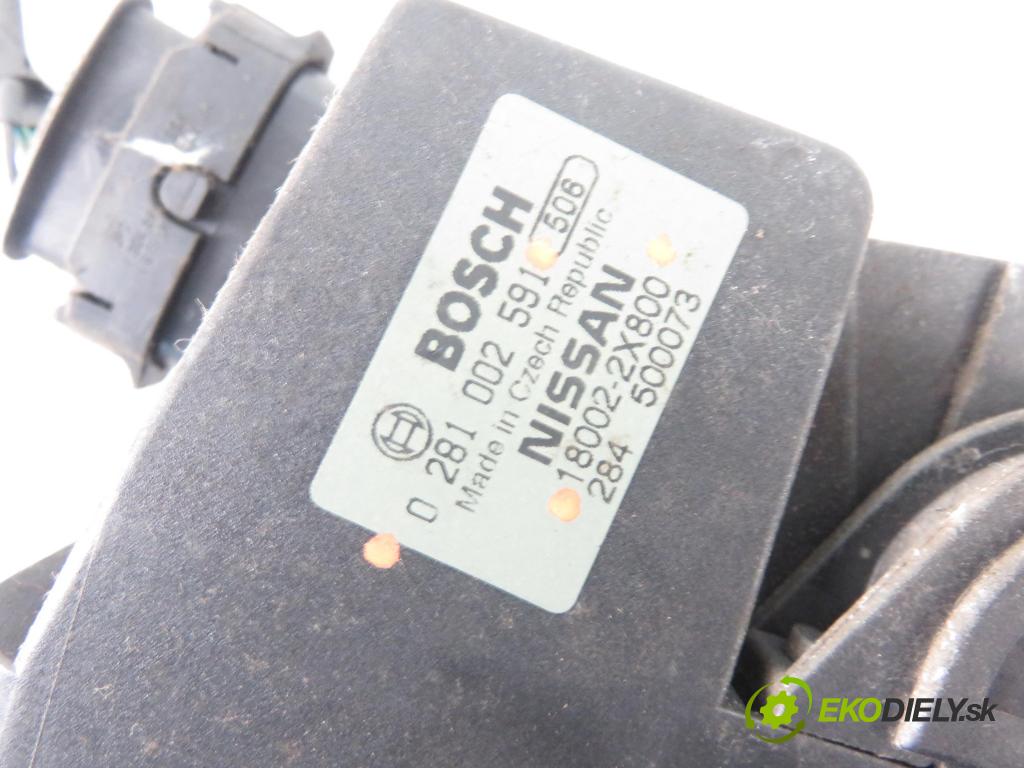 BOSCH
0 281 002 591 506
Made in Czech Republic
NISSAN
18002-2X800
284 500073
EKODIELY.sk